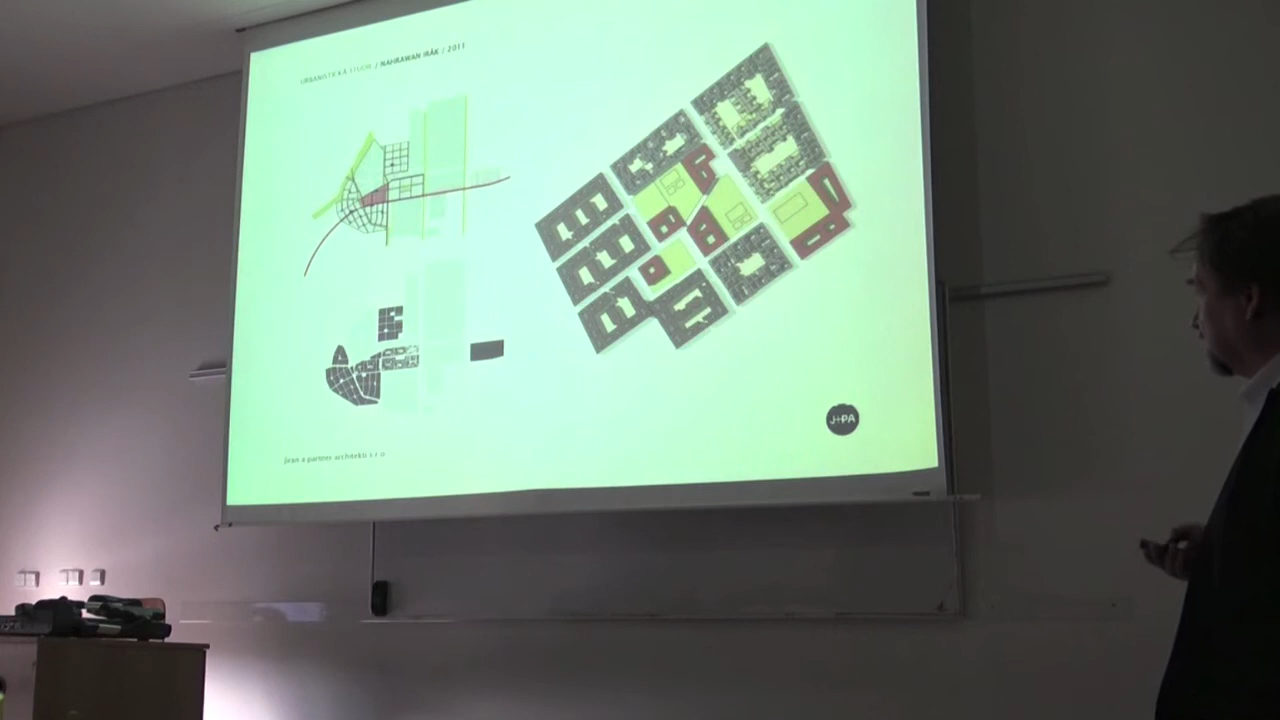 URBANISTICKÁ STUDIE / NAHRAWAN IRÁK / 2011
J+PA
Jiran a partner architekti s r o